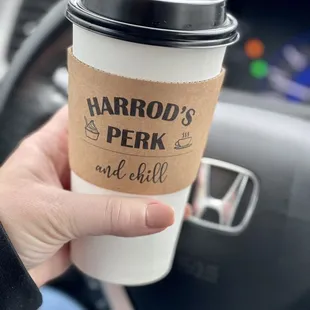 HARROD'S
PERK
and chill